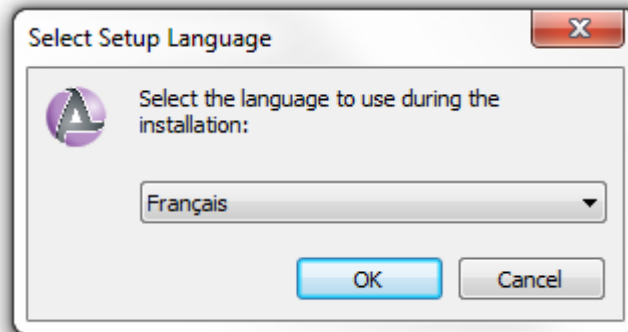 Select Setup Language
Select the language to use during the
installation:
Français
OK
Cancel